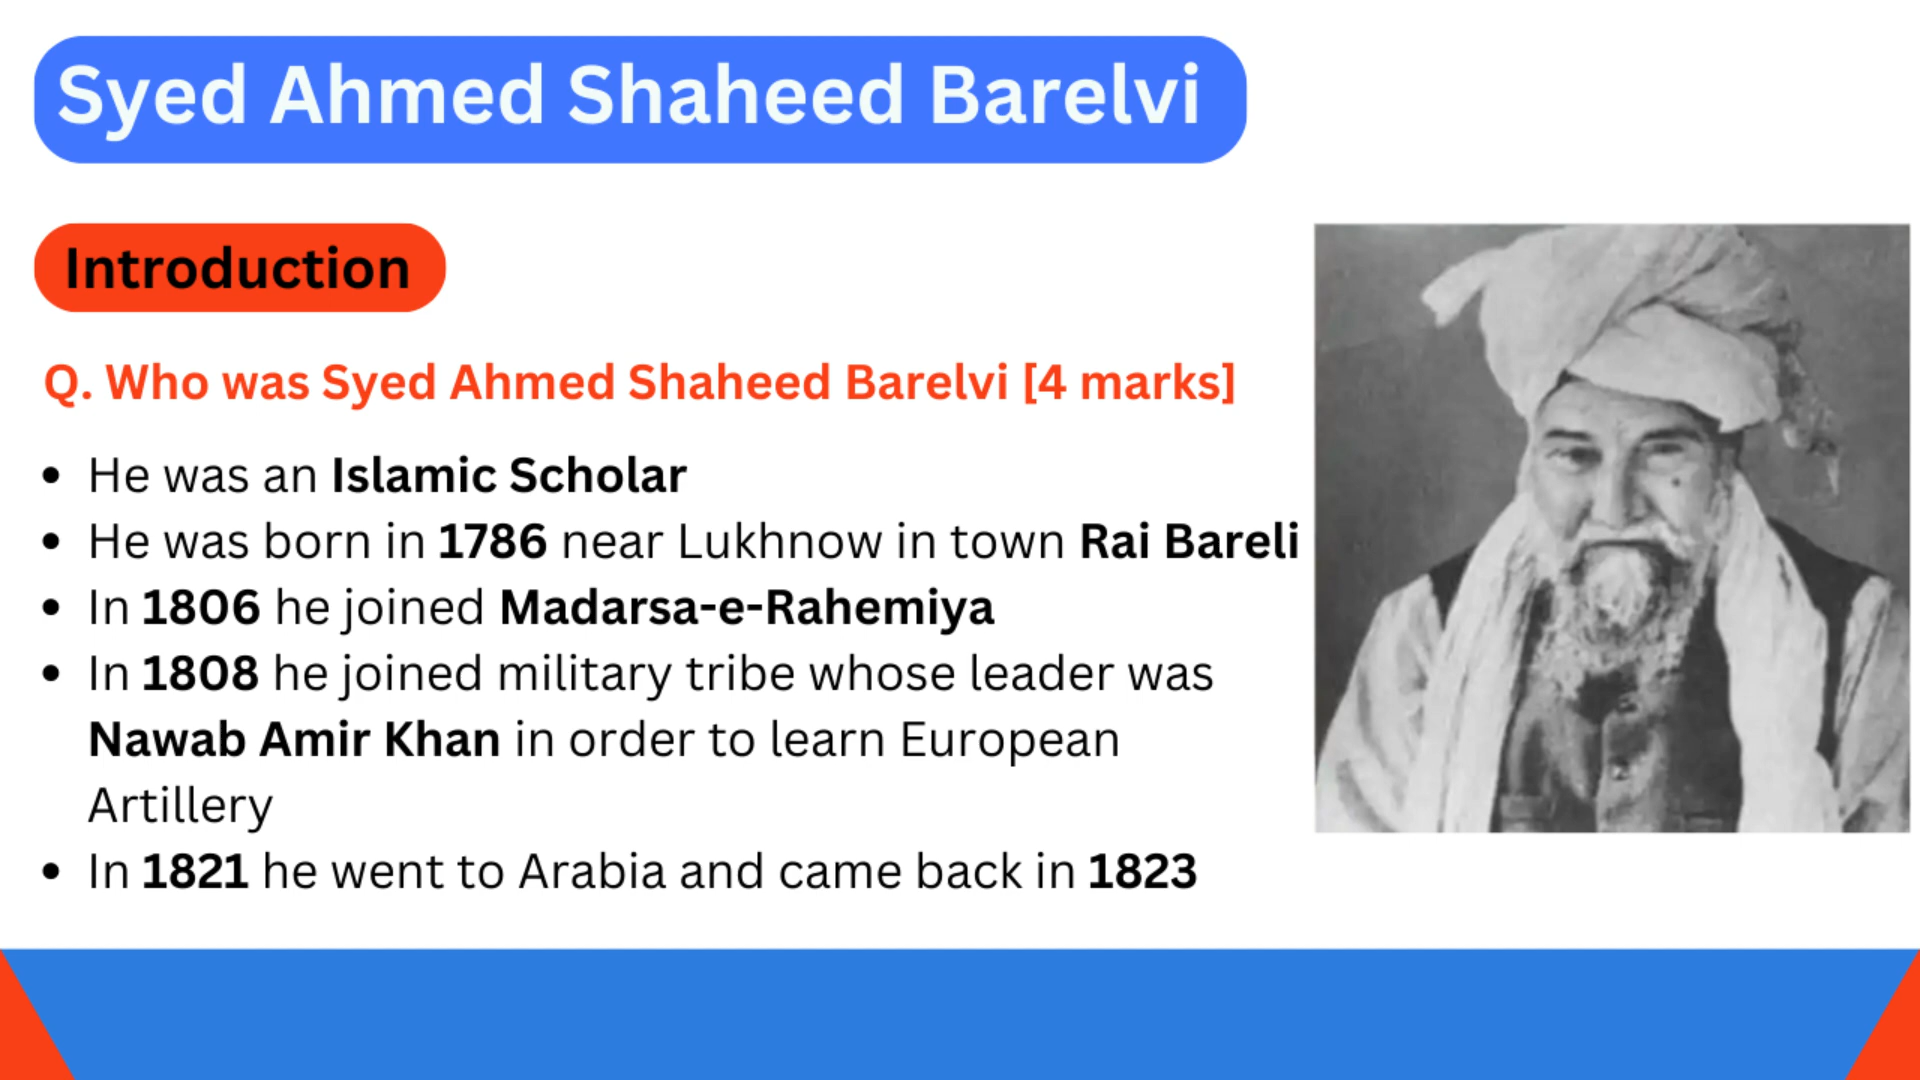 Syed Ahmed Shaheed Barelvi
Introduction
Q. Who was Syed Ahmed Shaheed Barelvi [4 marks]
• He was an Islamic Scholar
• He was born in 1786 near Lukhnow in town Rai Bareli
• In 1806 he joined Madarsa-e-Rahemiya
• In 1808 he joined military tribe whose leader was
Nawab Amir Khan in order to learn European
Artillery
• In 1821 he went to Arabia and came back in 1823